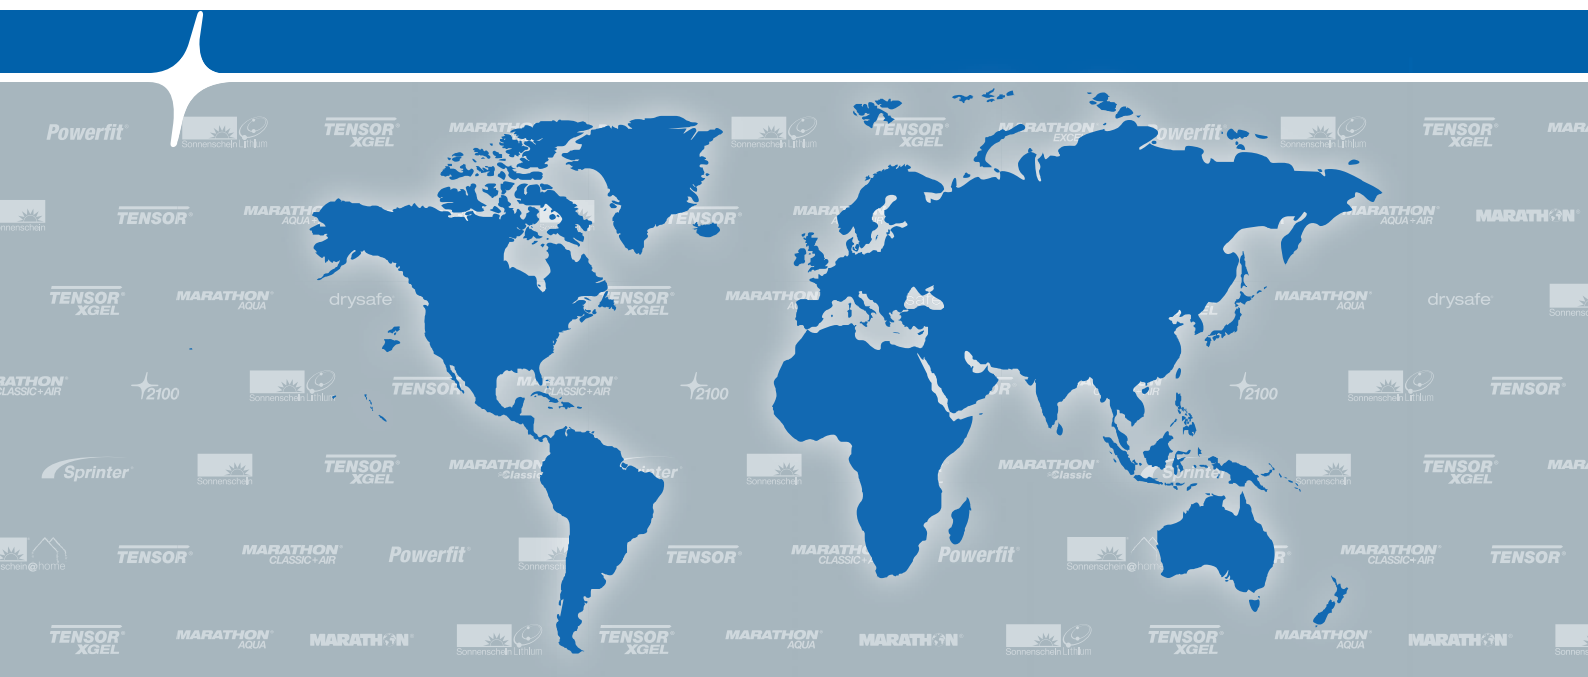 Powerfit®
Sonnenschein Lithium
TENSOR®
XGEL
MARATHON
Sonnenschein Lithium
TENSOR®
XGEL
MARATHON
EXCEL
Powerfit®
Sonnenschein Lithium
TENSOR®
XGEL
TENSOR®
TENSOR®
MARATHON®
AQUA+AIR
MARATHON®
TENSOR®
XGEL
MARATHON®
AQUA
drysafe
TENSOR®
XGEL
MARATHON
MARATHON®
AQUA
drysafe
CLASSIC+AIR
2100
Sonnenschein Lithium
TENSOR
MARATHON®
CLASSIC+AIR
2100
2100
Sonnenschein Lithium
TENSOR®
Sprinter
Sonnenschein
TENSOR®
XGEL
MARATHON
Classic
Sonnenschein
MARATHON®
Classic
Sprinter
Sonnenschein
TENSOR®
XGEL
@home
TENSOR®
MARATHON®
CLASSIC+AIR
Powerfit®
TENSOR®
Powerfit®
Sonnenschein@home
MARATHON®
CLASSIC+AIR
TENSOR®
TENSOR®
XGEL
MARATHON®
AQUA
MARATHON®
Sonnenschein Lithium
TENSOR®
XGEL
MARATHON®
AQUA
MARATHON®
Sonnenschein Lithium
TENSOR®
XGEL
MARATHON®
AQUA
MARATHON®